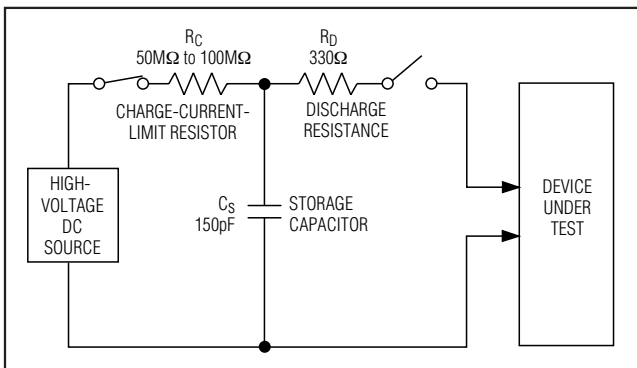 RC
50MΩ to 100MΩ
CHARGE-CURRENT-
LIMIT RESISTOR
RD
330Ω
DISCHARGE
RESISTANCE
HIGH-
VOLTAGE
DC
SOURCE
CS
150pF
STORAGE
CAPACITOR
DEVICE
UNDER
TEST